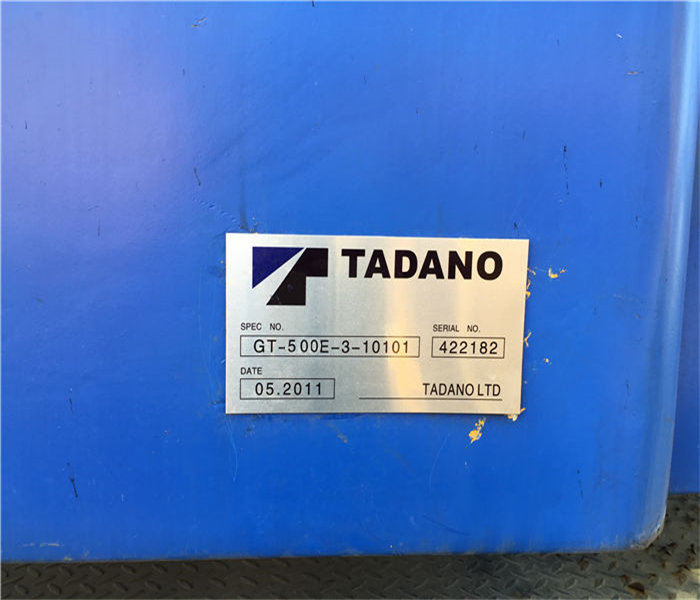 TADANO
SPEC NO. SERIAL NO.
GT-500E-3-10101 422182
DATE
05.2011 TADANO LTD